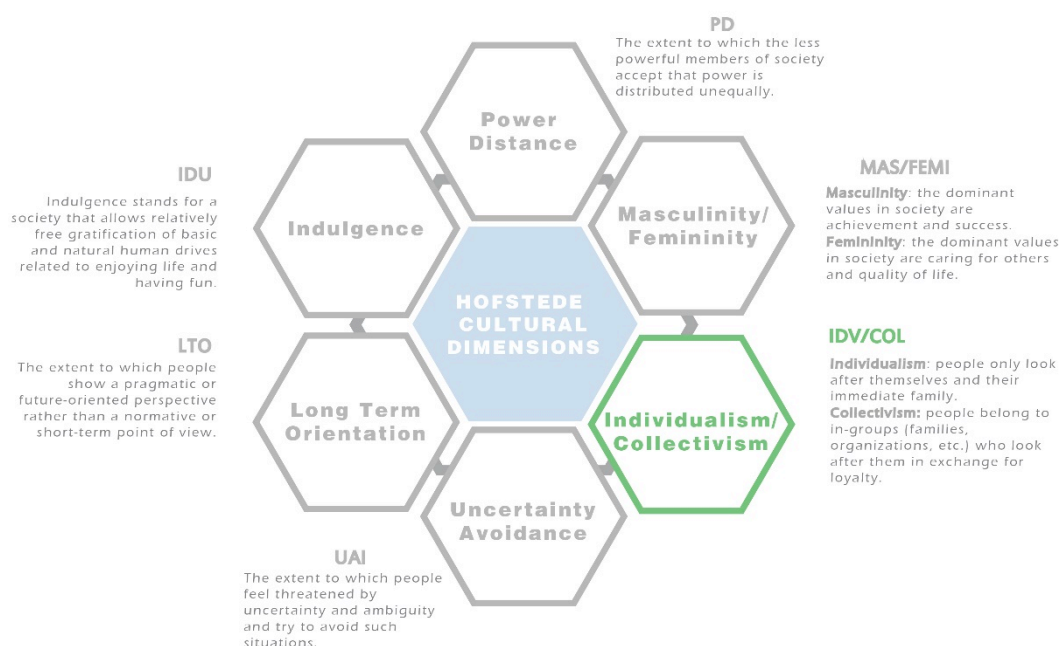 PD
The extent to which the less
powerful members of society
accept that power is
distributed unequally.
Power
Distance
IDU
Indulgence stands for a
society that allows relatively
free gratification of basic
and natural human drives
related to enjoying life and
having fun.
Indulgence
Masculinity/
Femininity
MAS/FEMI
Masculinity: the dominant
values in society are
achievement and success.
Femininity: the dominant values
in society are caring for others
and quality of life.
HOFSTEDE
CULTURAL
DIMENSIONS
LTO
The extent to which people
show a pragmatic or
future-oriented perspective
rather than a normative or
short-term point of view.
Long Term
Orientation
Individualism/
Collectivism
IDV/COL
Individualism: people only look
after themselves and their
immediate family.
Collectivism: people belong to
in-groups (families,
organizations, etc.) who look
after them in exchange for
loyalty.
Uncertainty
Avoidance
UAI
The extent to which people
feel threatened by
uncertainty and ambiguity
and try to avoid such
situations.